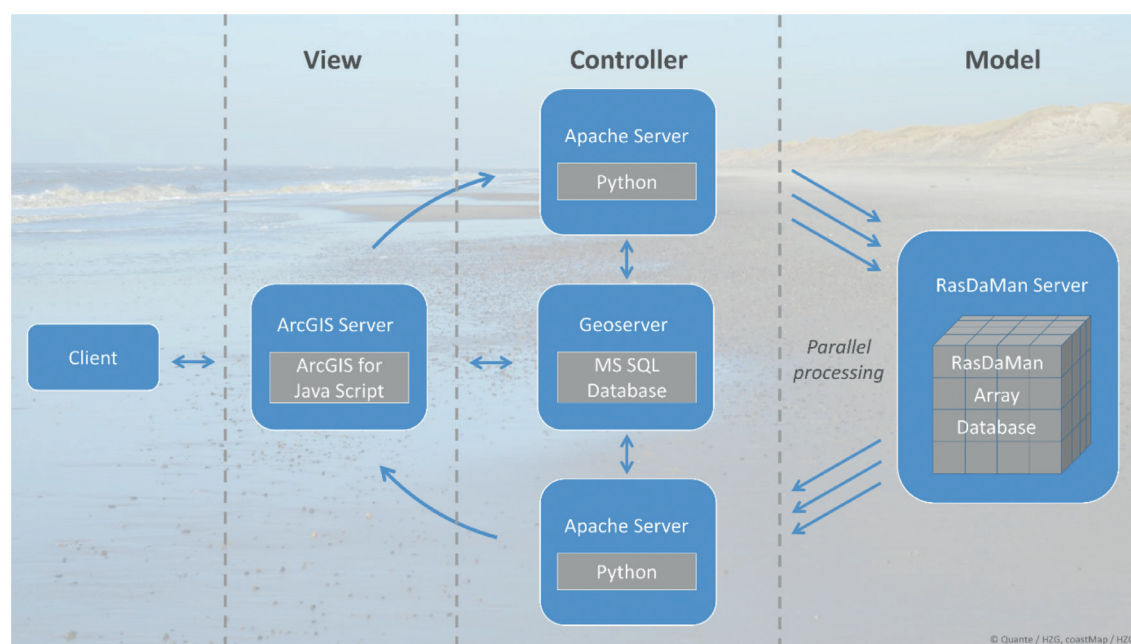 View
Controller
Model
Apache Server
Python
RasDaMan Server
ArcGIS Server
Geoserver
Client
ArcGIS for
Java Script
MS SQL
Database
Parallel
processing
RasDaMan
Array
Database
Apache Server
Python
© Quante / HZG, coastMap / HZG